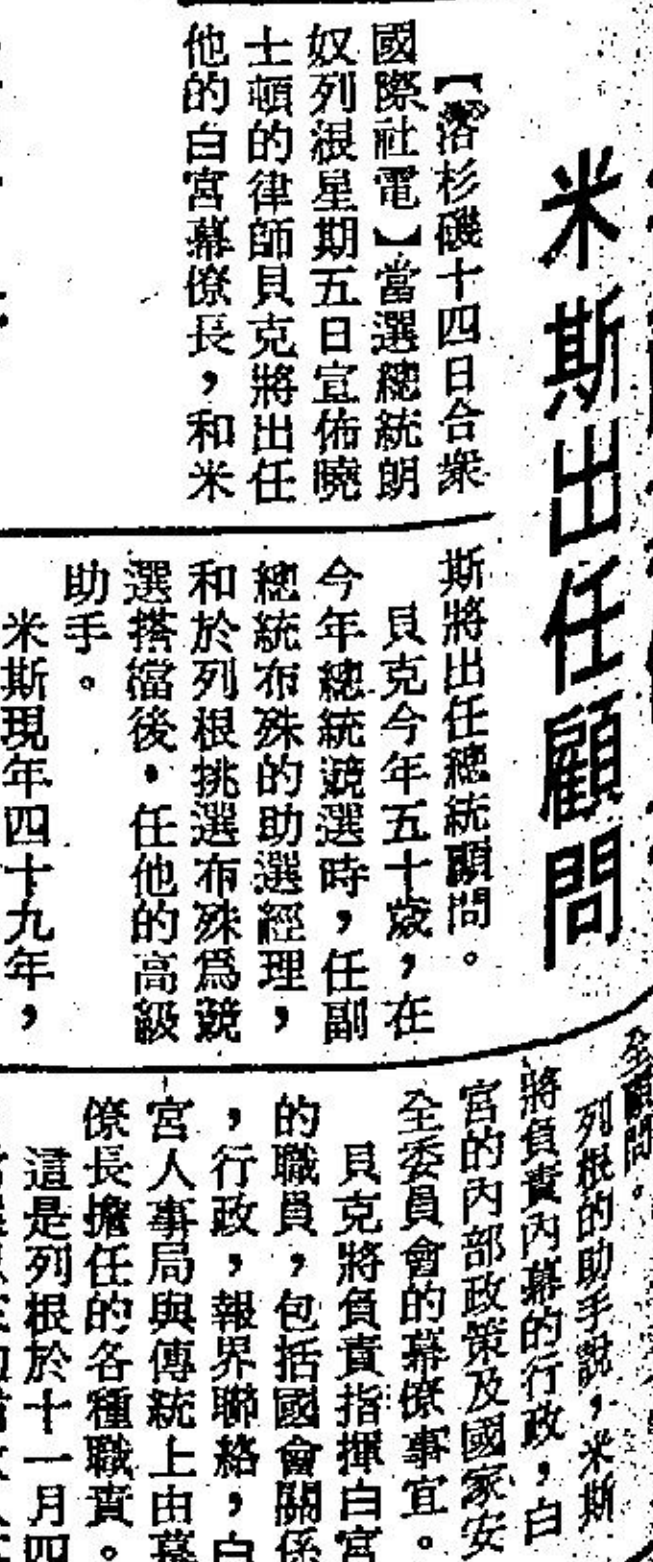 米斯出任顧問
【洛杉磯十四日合衆
國際社電】當選總統朗
奴列根星期五日宣佈曉
士頓的律師貝克將出任
他的白宮幕僚長，和米
斯將出任總統顧問。
貝克今年五十歲，在
今年總統競選時，任副
總統布殊的助選經理，
和於列根挑選布殊爲競
選搭檔後，任他的高級
助手。
米斯現年四十九年，
全顧問。
列根的助手說，米斯
將負責內幕的行政，白
宮的內部政策及國家安
全委員會的幕僚事宜。
貝克將負責指揮白宮
的職員，包括國會關係
，行政，報界聯絡，白
宮人事局與傳統上由幕
僚長擔任的各種職責。
這是列根於十一月四